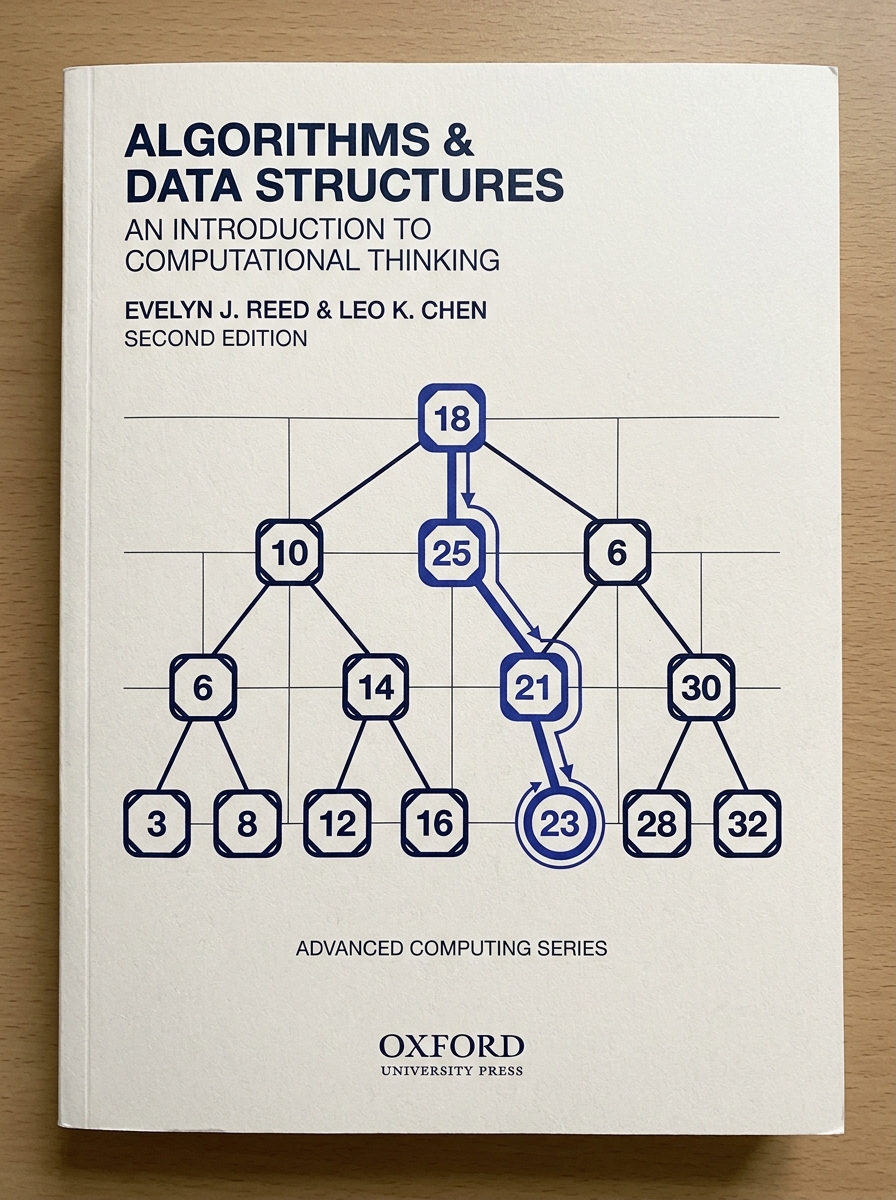 ALGORITHMS &
DATA STRUCTURES
AN INTRODUCTION TO
COMPUTATIONAL THINKING
EVELYN J. REED & LEO K. CHEN
SECOND EDITION
18
10 25 6
6 14 21 30
3 8 12 16 23 28 32
ADVANCED COMPUTING SERIES
OXFORD
UNIVERSITY PRESS